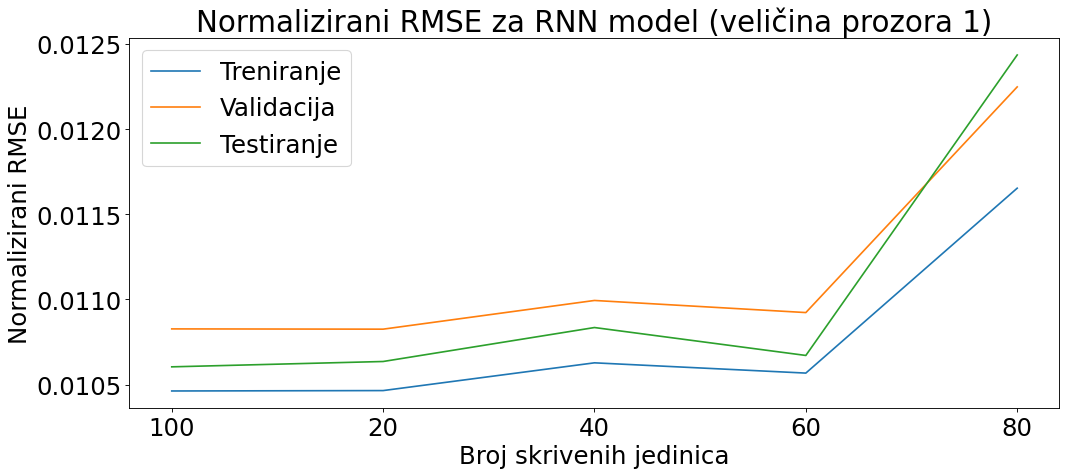 Normalizirani RMSE za RNN model (veličina prozora 1)
Treniranje
Validacija
Testiranje
Normalizirani RMSE
0.0125
0.0120
0.0115
0.0110
0.0105
100 20 40 60 80
Broj skrivenih jedinica